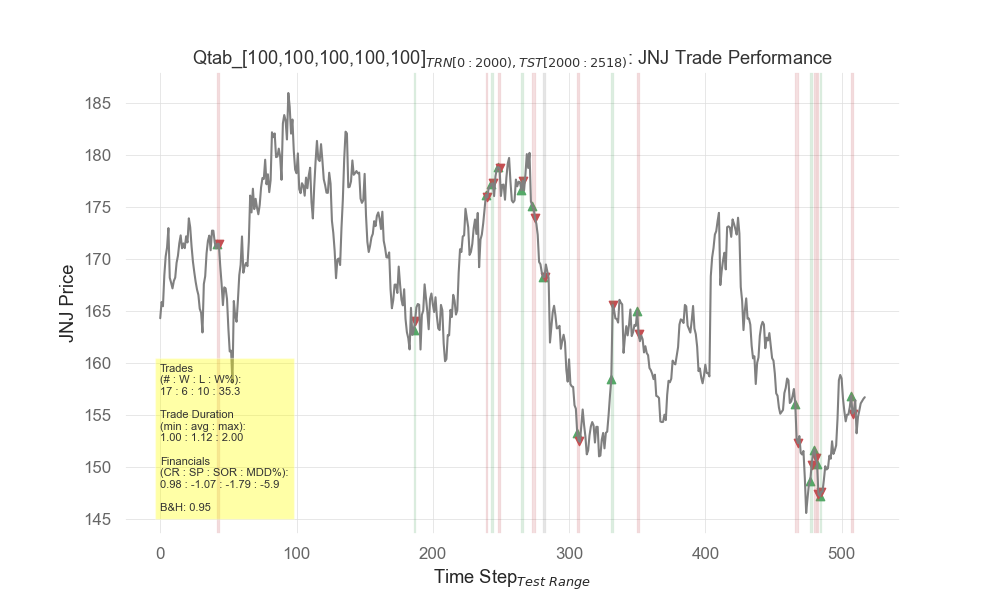 Qtab_[100,100,100,100,100]TRN[0 : 2000), TST[2000 : 2518): JNJ Trade Performance
185
180
175
170
165
160
155
150
145
JNJ Price
Trades
(# : W : L : W%):
17 : 6 : 10 : 35.3
Trade Duration
(min : avg : max):
1.00 : 1.12 : 2.00
Financials
(CR : SP : SOR : MDD%):
0.98 : -1.07 : -1.79 : -5.9
B&H: 0.95
0 100 200 300 400 500
Time StepTest Range